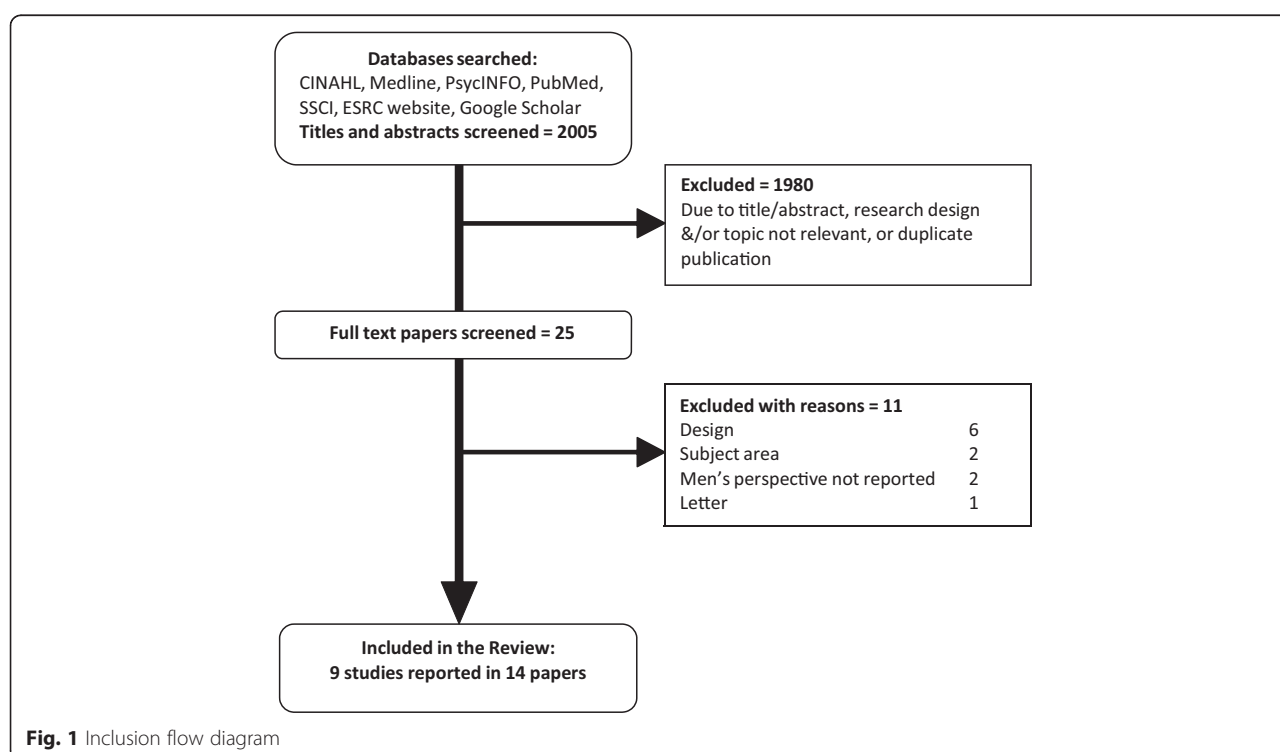 Databases searched:
CINAHL, Medline, PsycINFO, PubMed,
SSCI, ESRC website, Google Scholar
Titles and abstracts screened = 2005
Excluded = 1980
Due to title/abstract, research design
&/or topic not relevant, or duplicate
publication
Full text papers screened = 25
Excluded with reasons = 11
Design 6
Subject area 2
Men's perspective not reported 2
Letter 1
Included in the Review:
9 studies reported in 14 papers
Fig. 1 Inclusion flow diagram